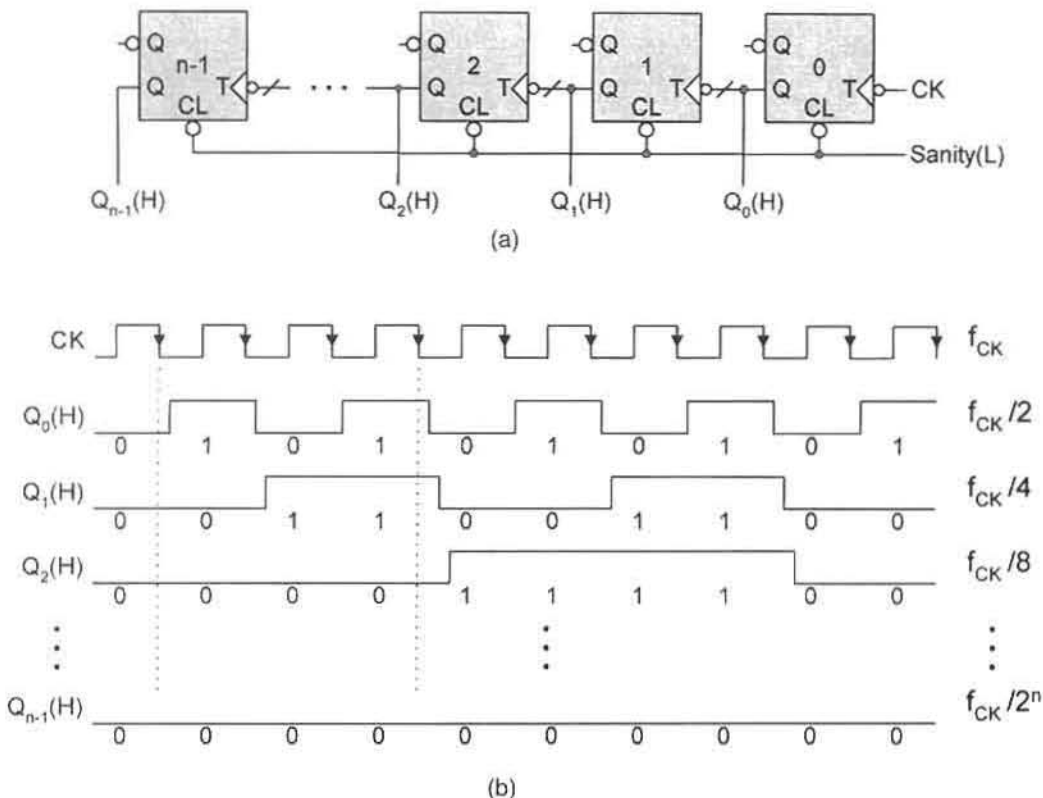 Q Q Q Q
n-1 2 1 0
Q T ... Q T Q T Q T CK
CL CL CL CL
Sanity(L)
Qn-1(H) Q2(H) Q1(H) Q0(H)
(a)
CK fCK
Q0(H) fCK/2
0 1 0 1 0 1 0 1 0 1
Q1(H) fCK/4
0 0 1 1 0 0 1 1 0 0
Q2(H) fCK/8
0 0 0 0 1 1 1 1 0 0
Qn-1(H) fCK/2n
0 0 0 0 0 0 0 0 0 0
(b)